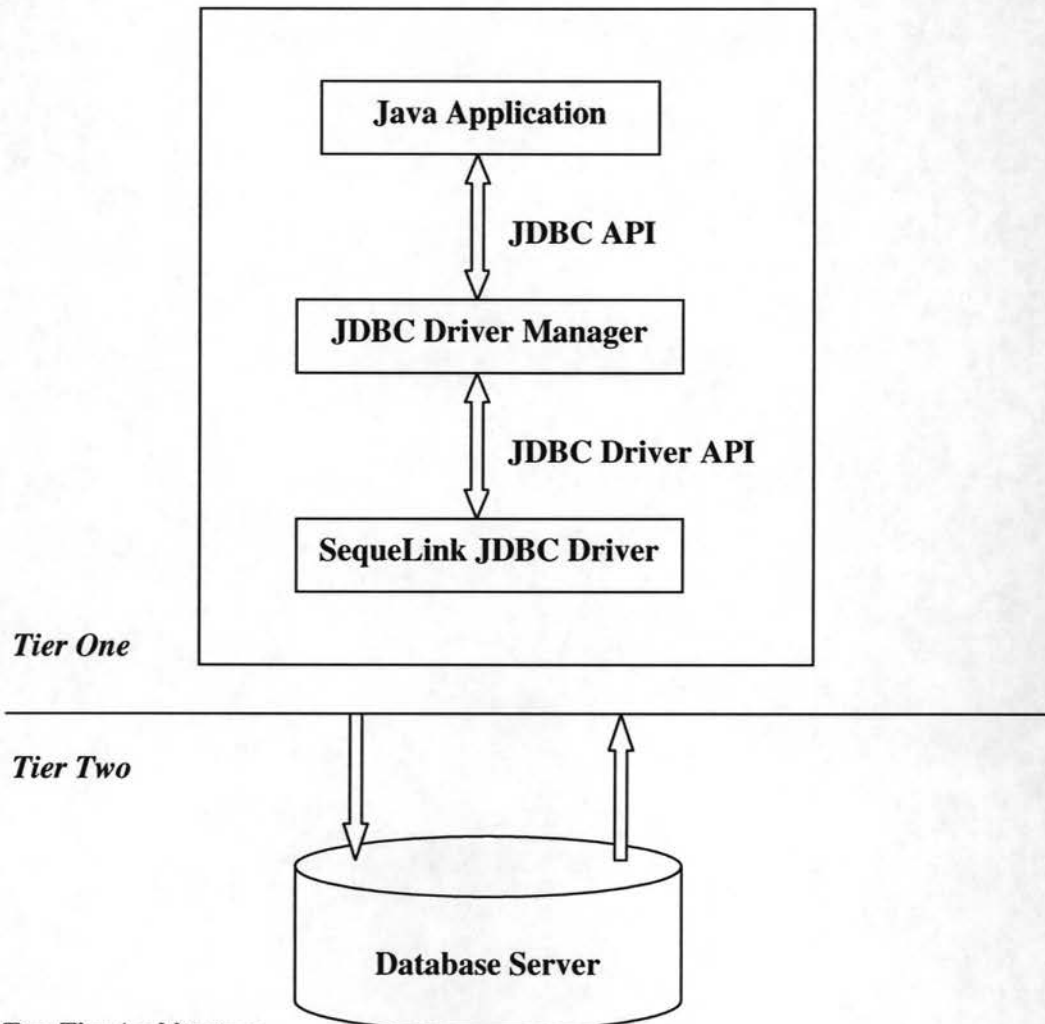 Java Application
JDBC API
JDBC Driver Manager
JDBC Driver API
SequeLink JDBC Driver
Tier One
Tier Two
Database Server